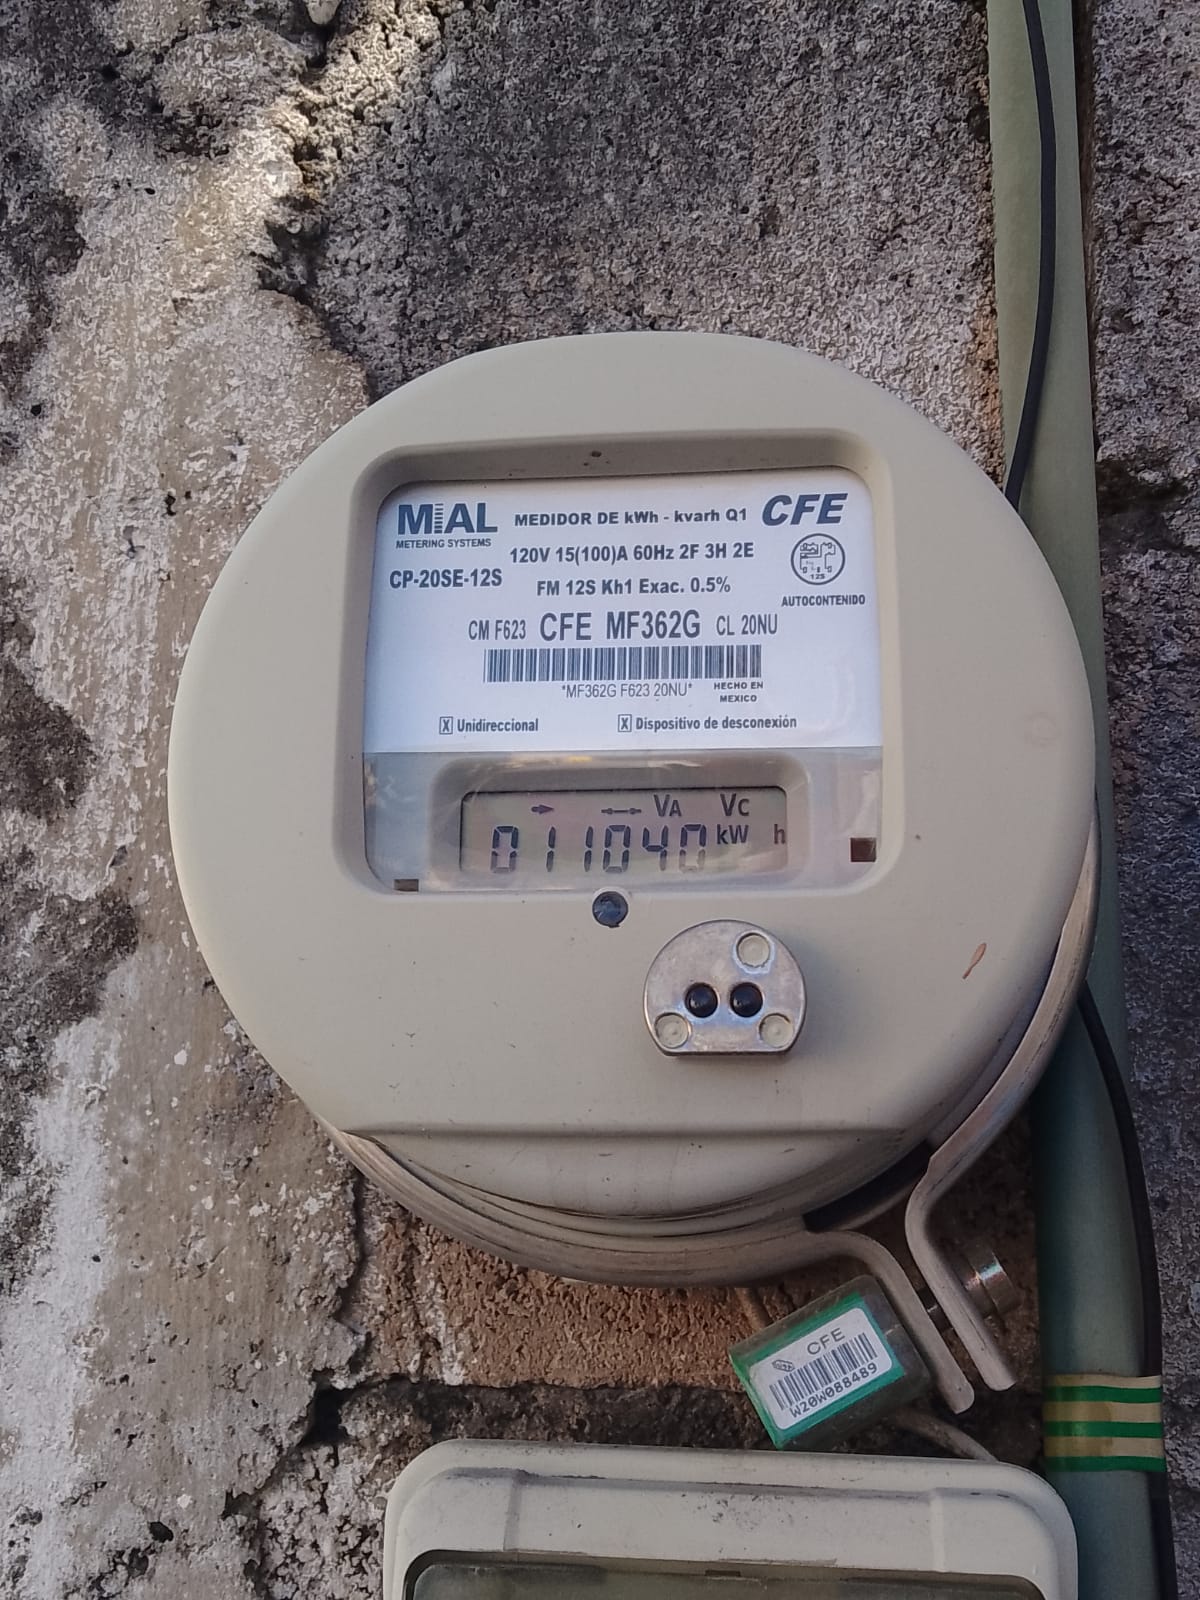 MIAL
METERING SYSTEMS
MEDIDOR DE kWh - kvarh Q1
CFE
120V 15(100)A 60Hz 2F 3H 2E
CP-20SE-12S
FM 12S Kh1 Exac. 0.5%
12S
AUTOCONTENIDO
CM F623 CFE MF362G CL 20NU
*MF362G F623 20NU*
HECHO EN
MEXICO
X Unidireccional
X Dispositivo de desconexión
VA VC
011040 kW h
CFE
W20W088489